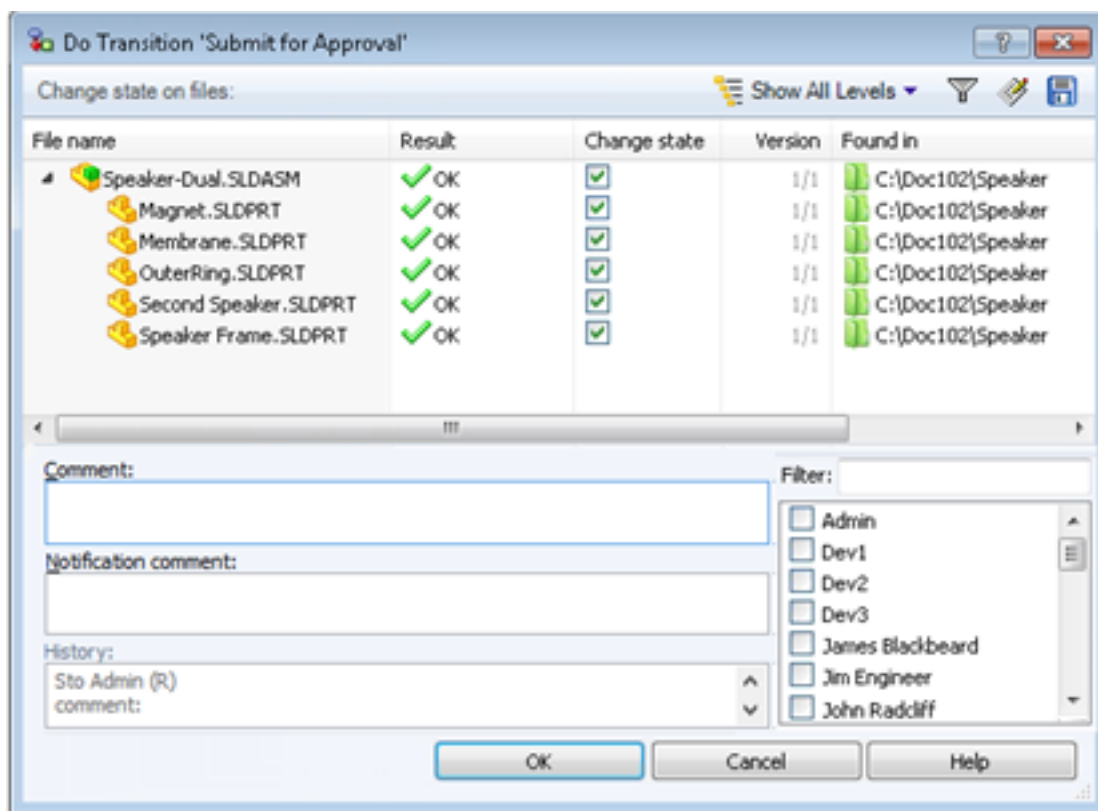 Do Transition 'Submit for Approval'
Change state on files: Show All Levels
File name Result Change state Version Found in
Speaker-Dual.SLDASM OK 1/1 C:\Doc102\Speaker
Magnet.SLDPRT OK 1/1 C:\Doc102\Speaker
Membrane.SLDPRT OK 1/1 C:\Doc102\Speaker
OuterRing.SLDPRT OK 1/1 C:\Doc102\Speaker
Second Speaker.SLDPRT OK 1/1 C:\Doc102\Speaker
Speaker Frame.SLDPRT OK 1/1 C:\Doc102\Speaker
Comment:
Notification comment:
History:
Sto Admin (R)
comment:
Filter:
Admin
Dev1
Dev2
Dev3
James Blackbeard
Jim Engineer
John Radcliff
OK Cancel Help